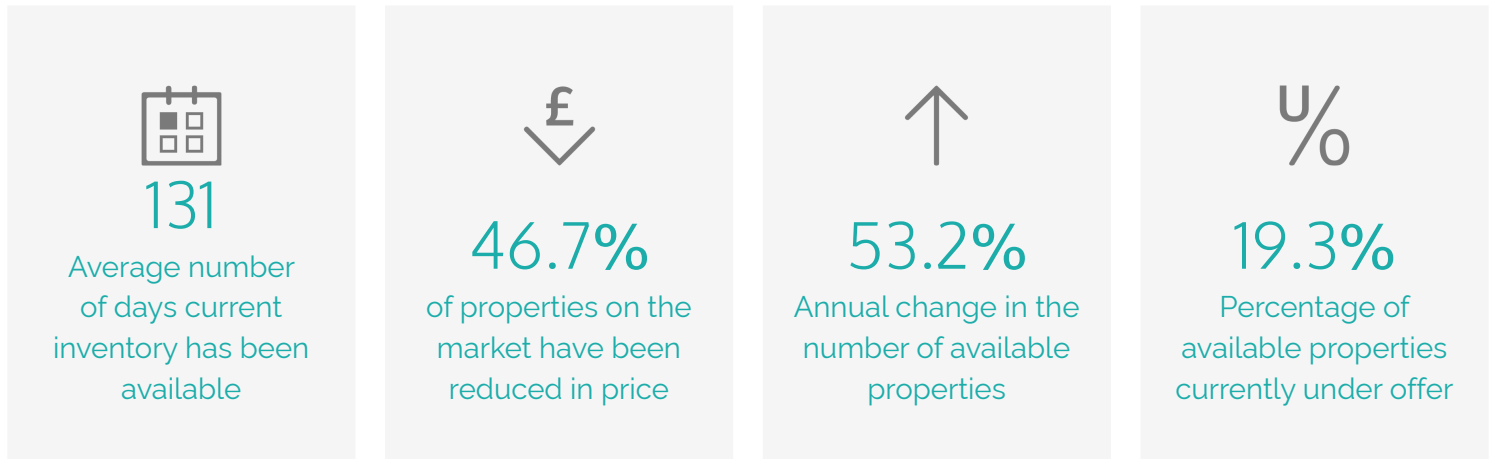 131
Average number
of days current
inventory has been
available
£
46.7%
of properties on the
market have been
reduced in price
53.2%
Annual change in the
number of available
properties
U/O
19.3%
Percentage of
available properties
currently under offer